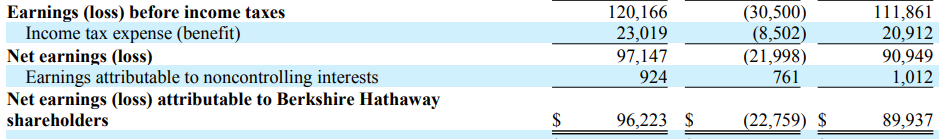 Earnings (loss) before income taxes 120,166 (30,500) 111,861
Income tax expense (benefit) 23,019 (8,502) 20,912
Net earnings (loss) 97,147 (21,998) 90,949
Earnings attributable to noncontrolling interests 924 761 1,012
Net earnings (loss) attributable to Berkshire Hathaway
shareholders $ 96,223 $ (22,759) $ 89,937